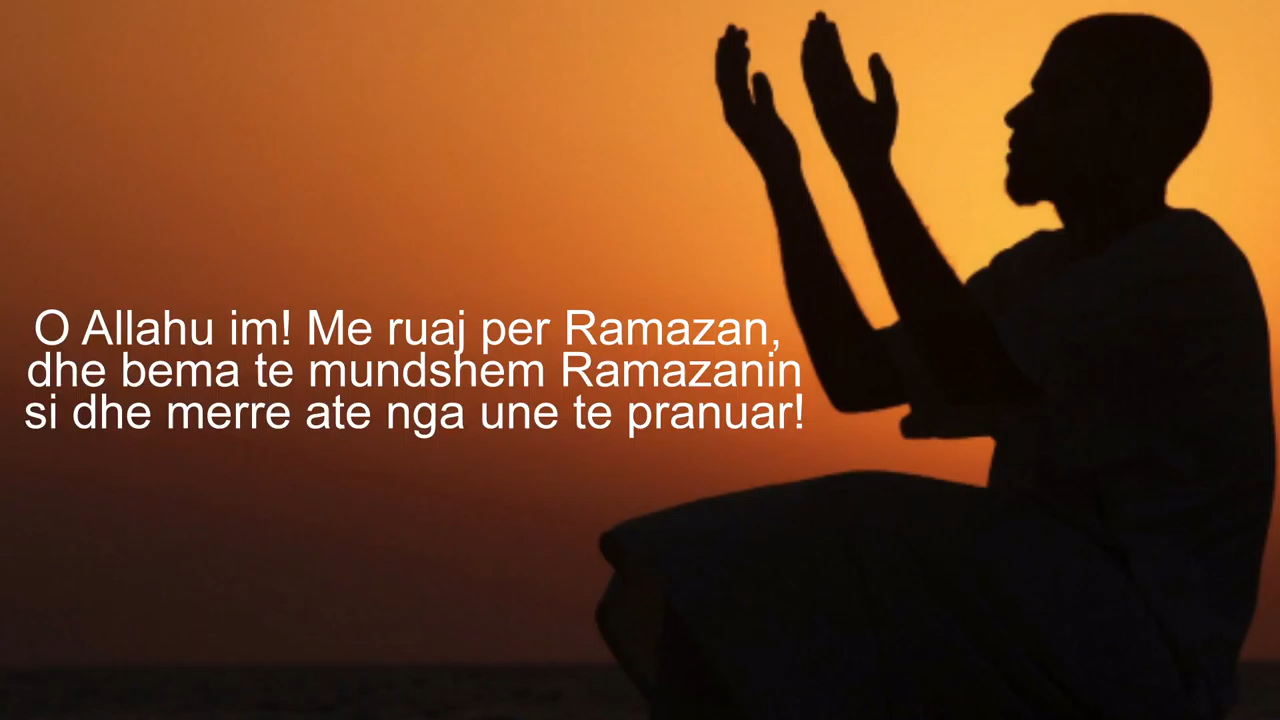 O Allahu im! Me ruaj per Ramazan,
dhe bema te mundshem Ramazanin
si dhe merre ate nga une te pranuar!